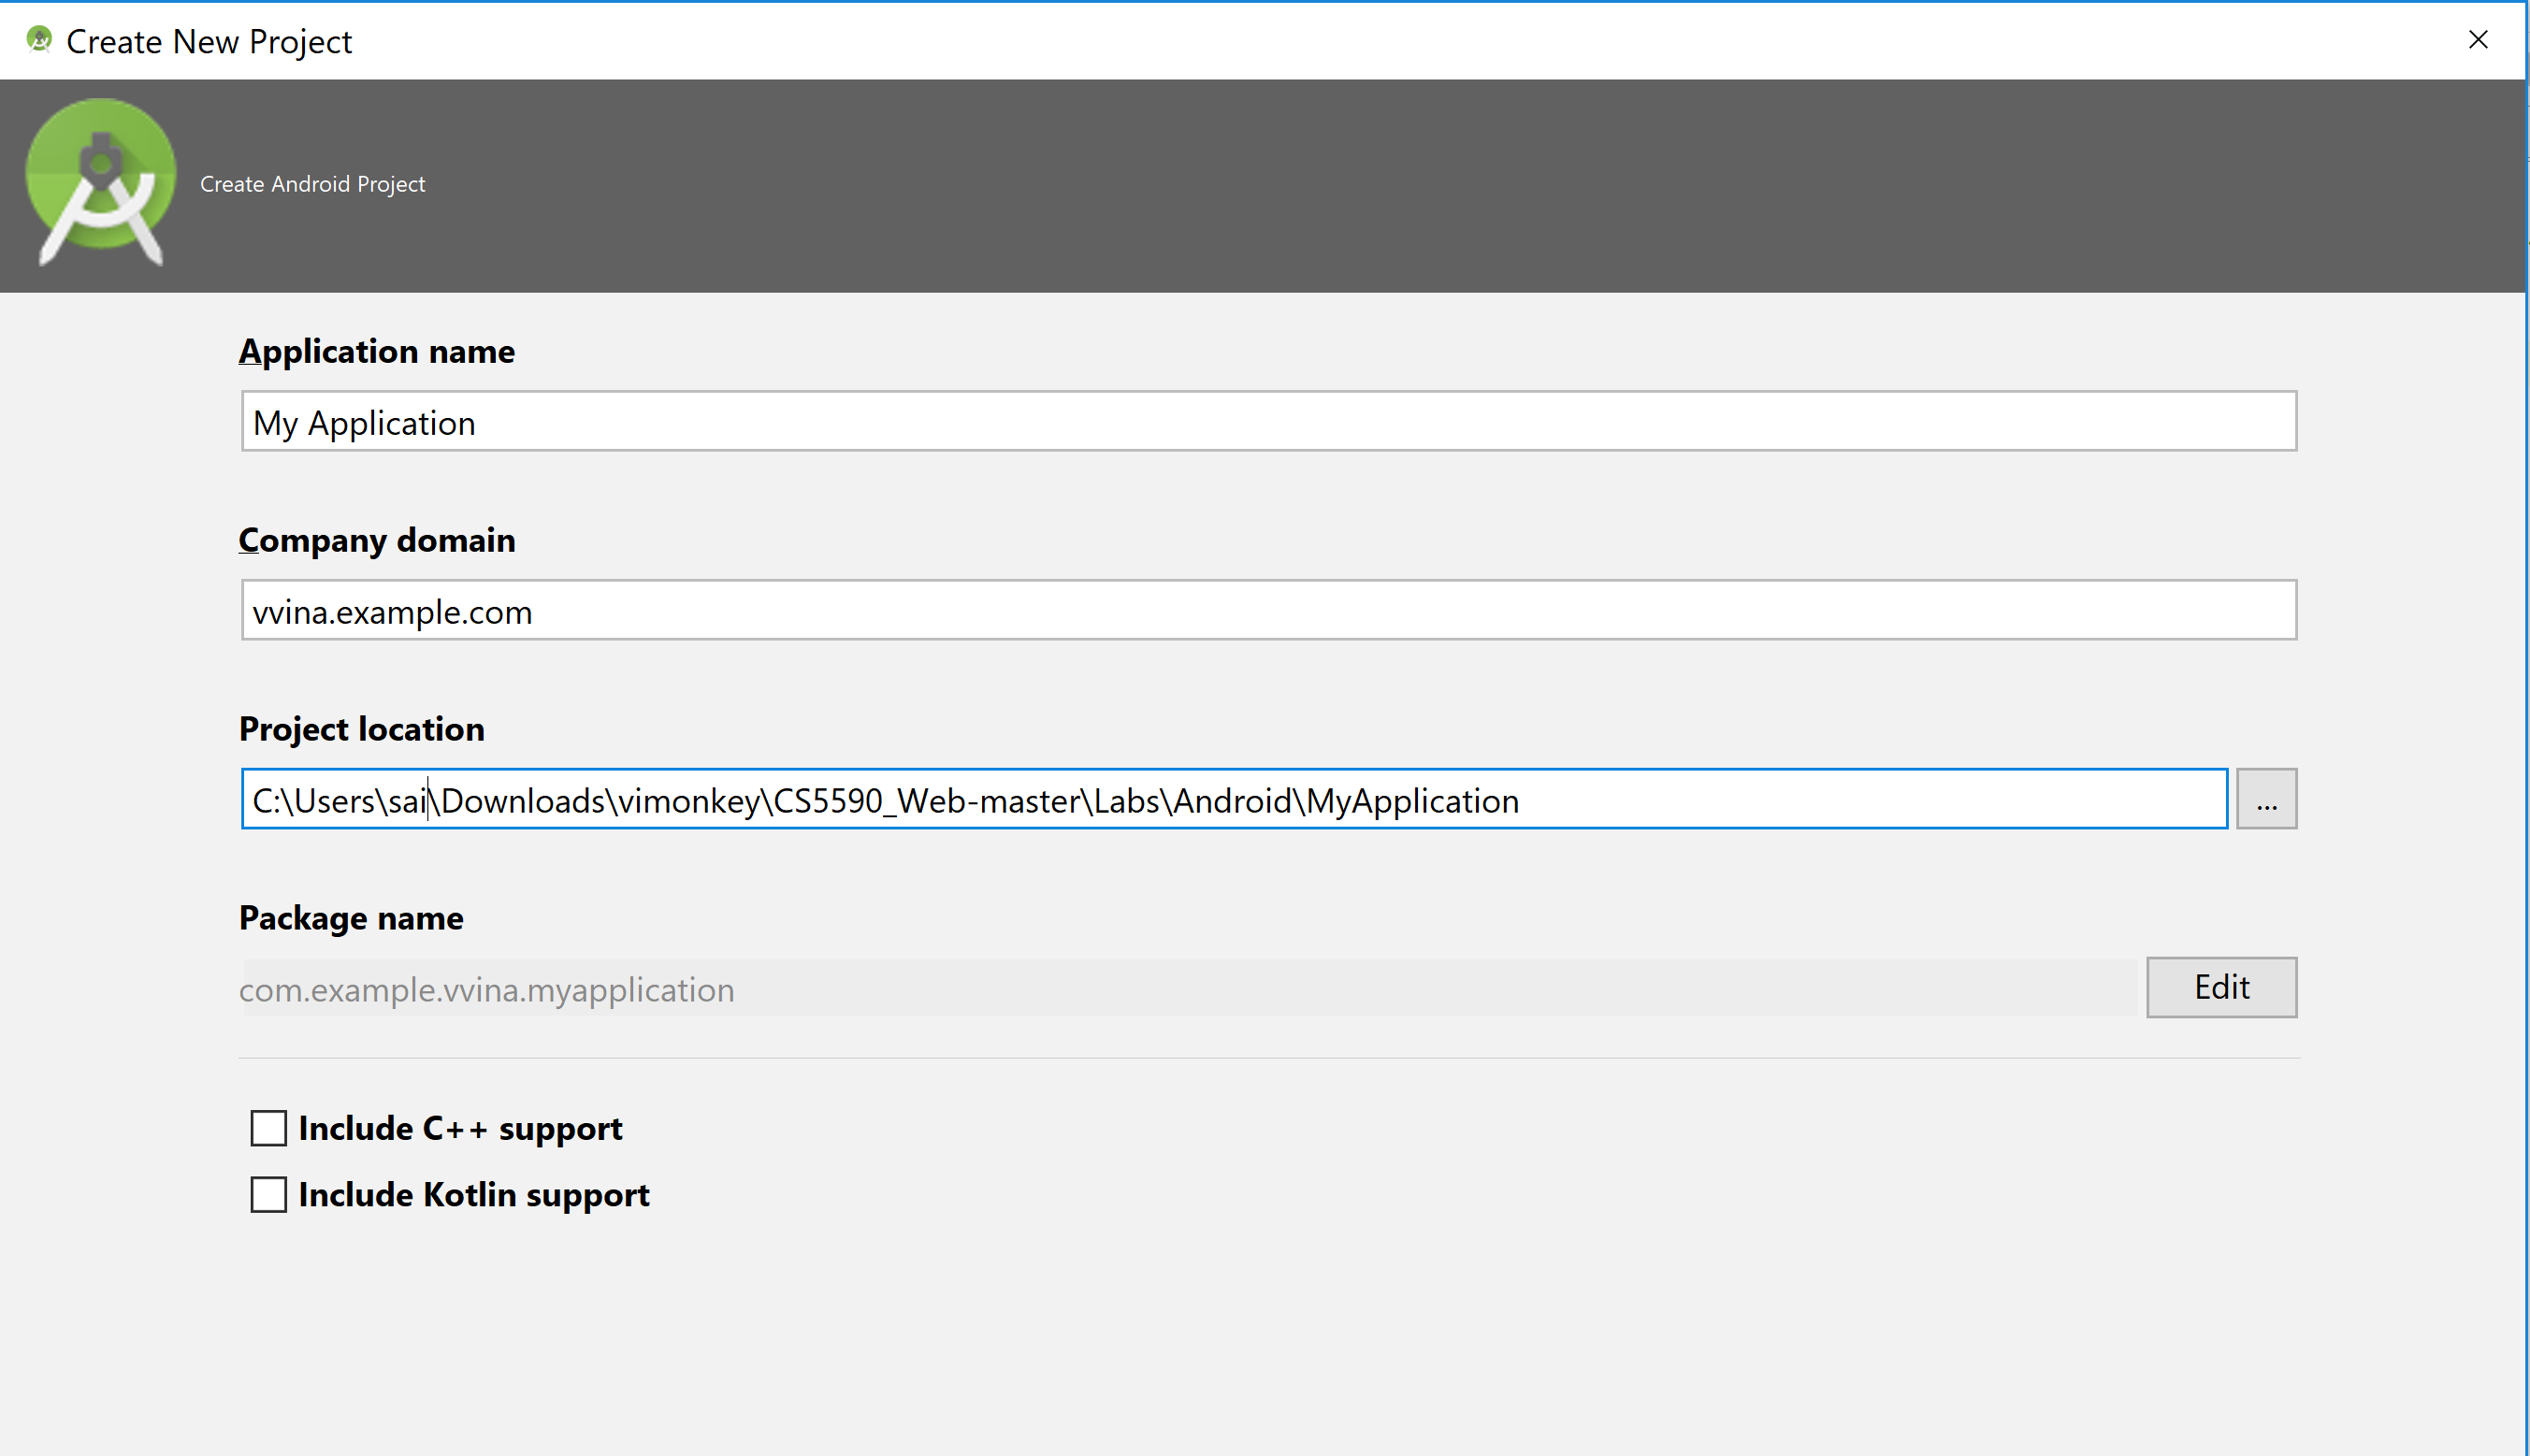 Create New Project
Create Android Project
Application name
My Application
Company domain
vvina.example.com
Project location
C:\Users\sai\Downloads\vimonkey\CS5590_Web-master\Labs\Android\MyApplication
...
Package name
com.example.vvina.myapplication
Edit
Include C++ support
Include Kotlin support